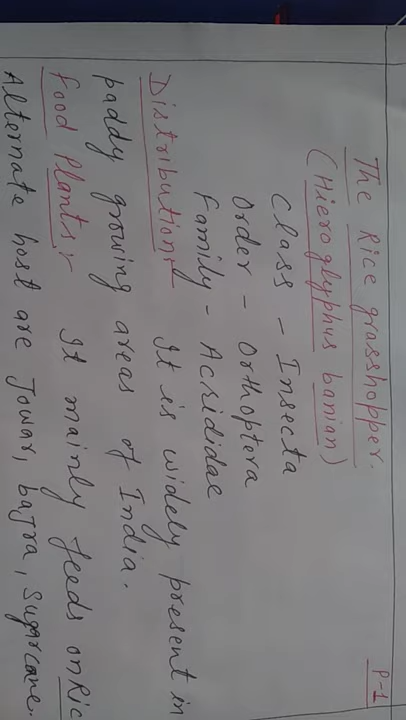 P-1
The Rice grasshopper.
(Hieroglyphus banian)
Class - Insecta
Order - Orthoptera
Family - Acrididae
Distribution:- It is widely present in
paddy growing areas of India.
Food Plants:- It mainly feeds on Ric
Alternate host are Jowar, bajra, Sugarcane.